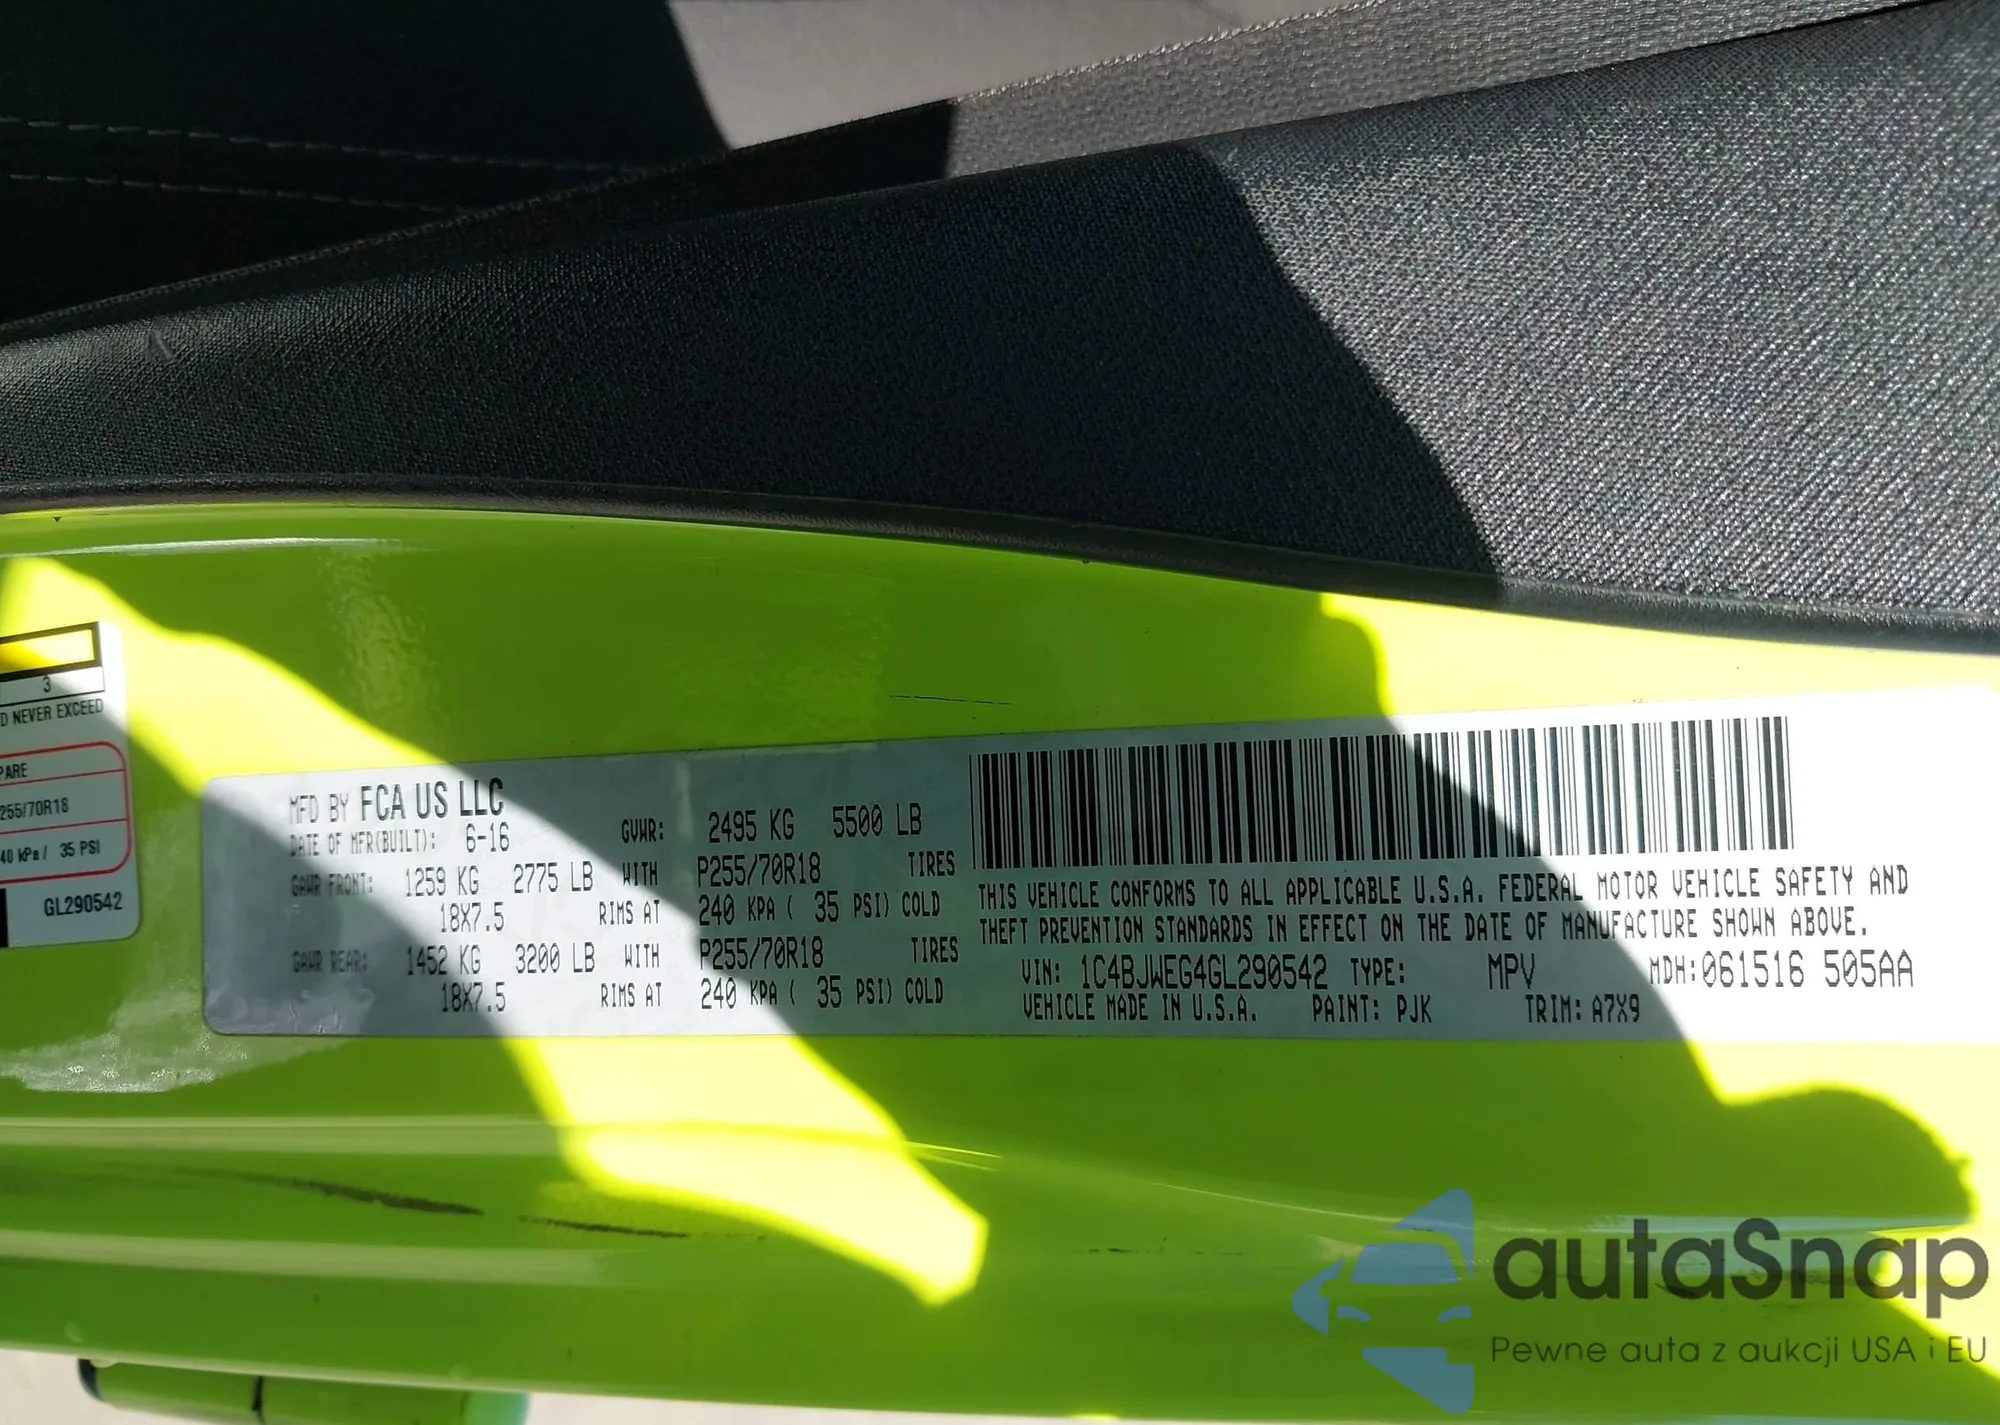 3
D NEVER EXCEED
PARE
255/70R18
40 kPa / 35 PSI
GL290542
MFD BY FCA US LLC
DATE OF MFR(BUILT): 6-16
GVWR: 2495 KG 5500 LB
GAWR FRONT: 1259 KG 2775 LB WITH P255/70R18 TIRES
18X7.5 RIMS AT 240 KPA ( 35 PSI) COLD
GAWR REAR: 1452 KG 3200 LB WITH P255/70R18 TIRES
18X7.5 RIMS AT 240 KPA ( 35 PSI) COLD
THIS VEHICLE CONFORMS TO ALL APPLICABLE U.S.A. FEDERAL MOTOR VEHICLE SAFETY AND
THEFT PREVENTION STANDARDS IN EFFECT ON THE DATE OF MANUFACTURE SHOWN ABOVE.
VIN: 1C4BJWEG4GL290542 TYPE: MPV MDH:061516 505AA
VEHICLE MADE IN U.S.A. PAINT: PJK TRIM: A7X9
autaSnap
Pewne auta z aukcji USA i EU